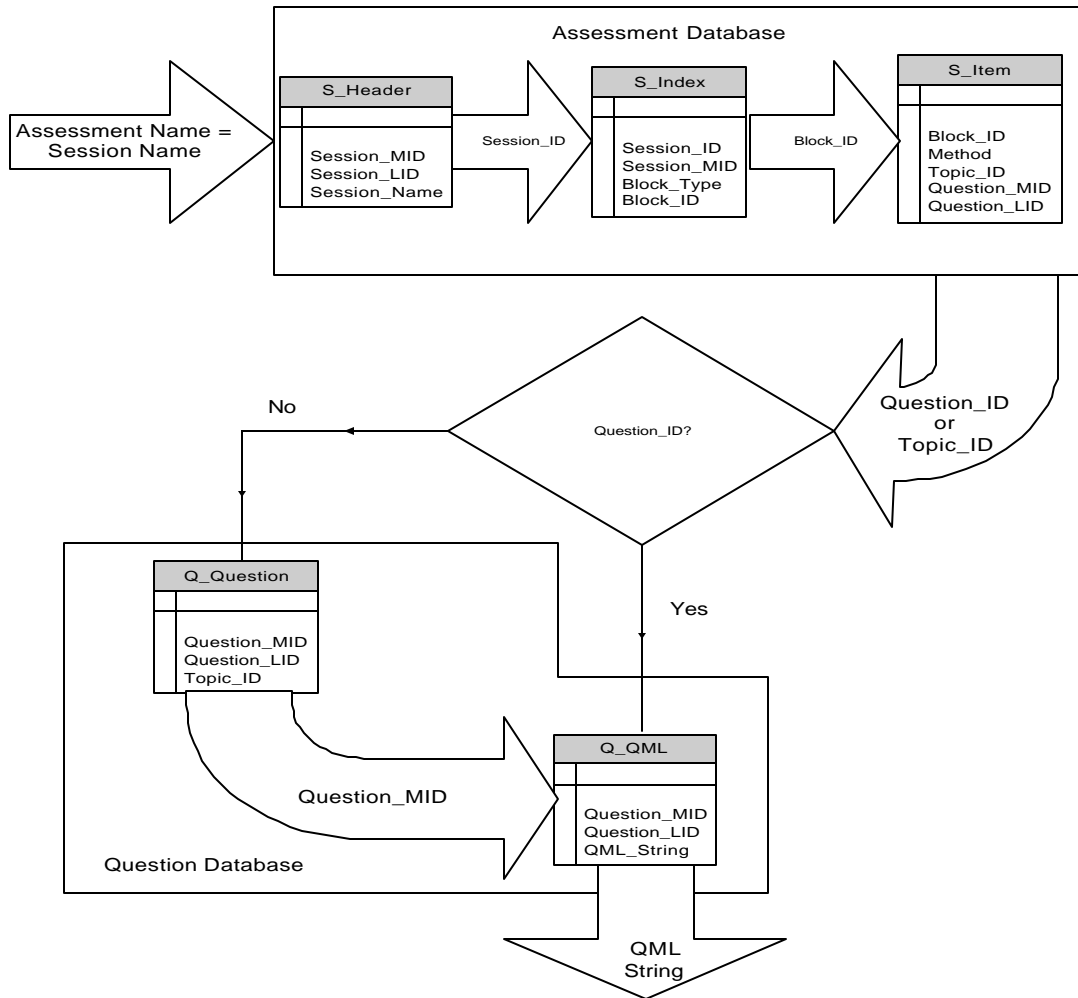 Assessment Database
Assessment Name =
Session Name
S_Header
Session_MID
Session_LID
Session_Name
Session_ID
S_Index
Session_ID
Session_MID
Block_Type
Block_ID
Block_ID
S_Item
Block_ID
Method
Topic_ID
Question_MID
Question_LID
Question_ID
or
Topic_ID
Question_ID?
No
Yes
Q_Question
Question_MID
Question_LID
Topic_ID
Question_MID
Q_QML
Question_MID
Question_LID
QML_String
Question Database
QML
String